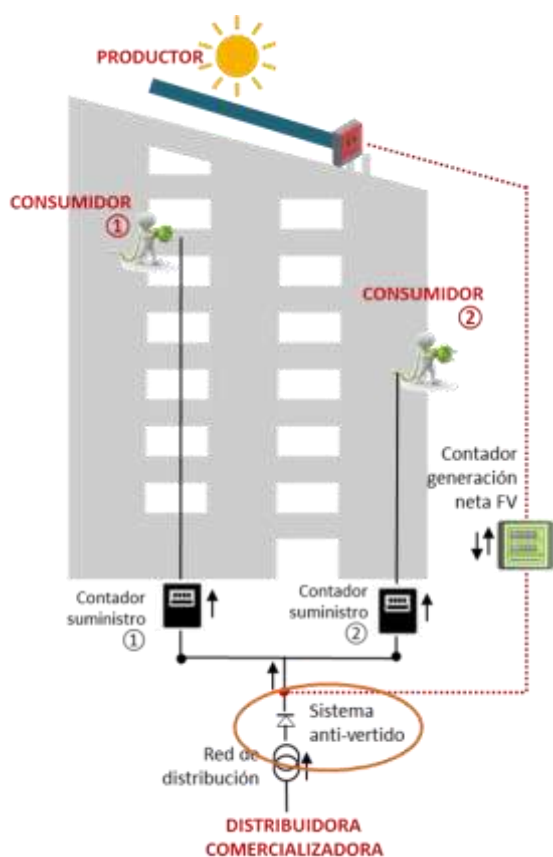 PRODUCTOR
CONSUMIDOR
①
CONSUMIDOR
②
Contador
generación
neta FV
Contador
suministro
①
Contador
suministro
②
Sistema
anti-vertido
Red de
distribución
DISTRIBUIDORA
COMERCIALIZADORA